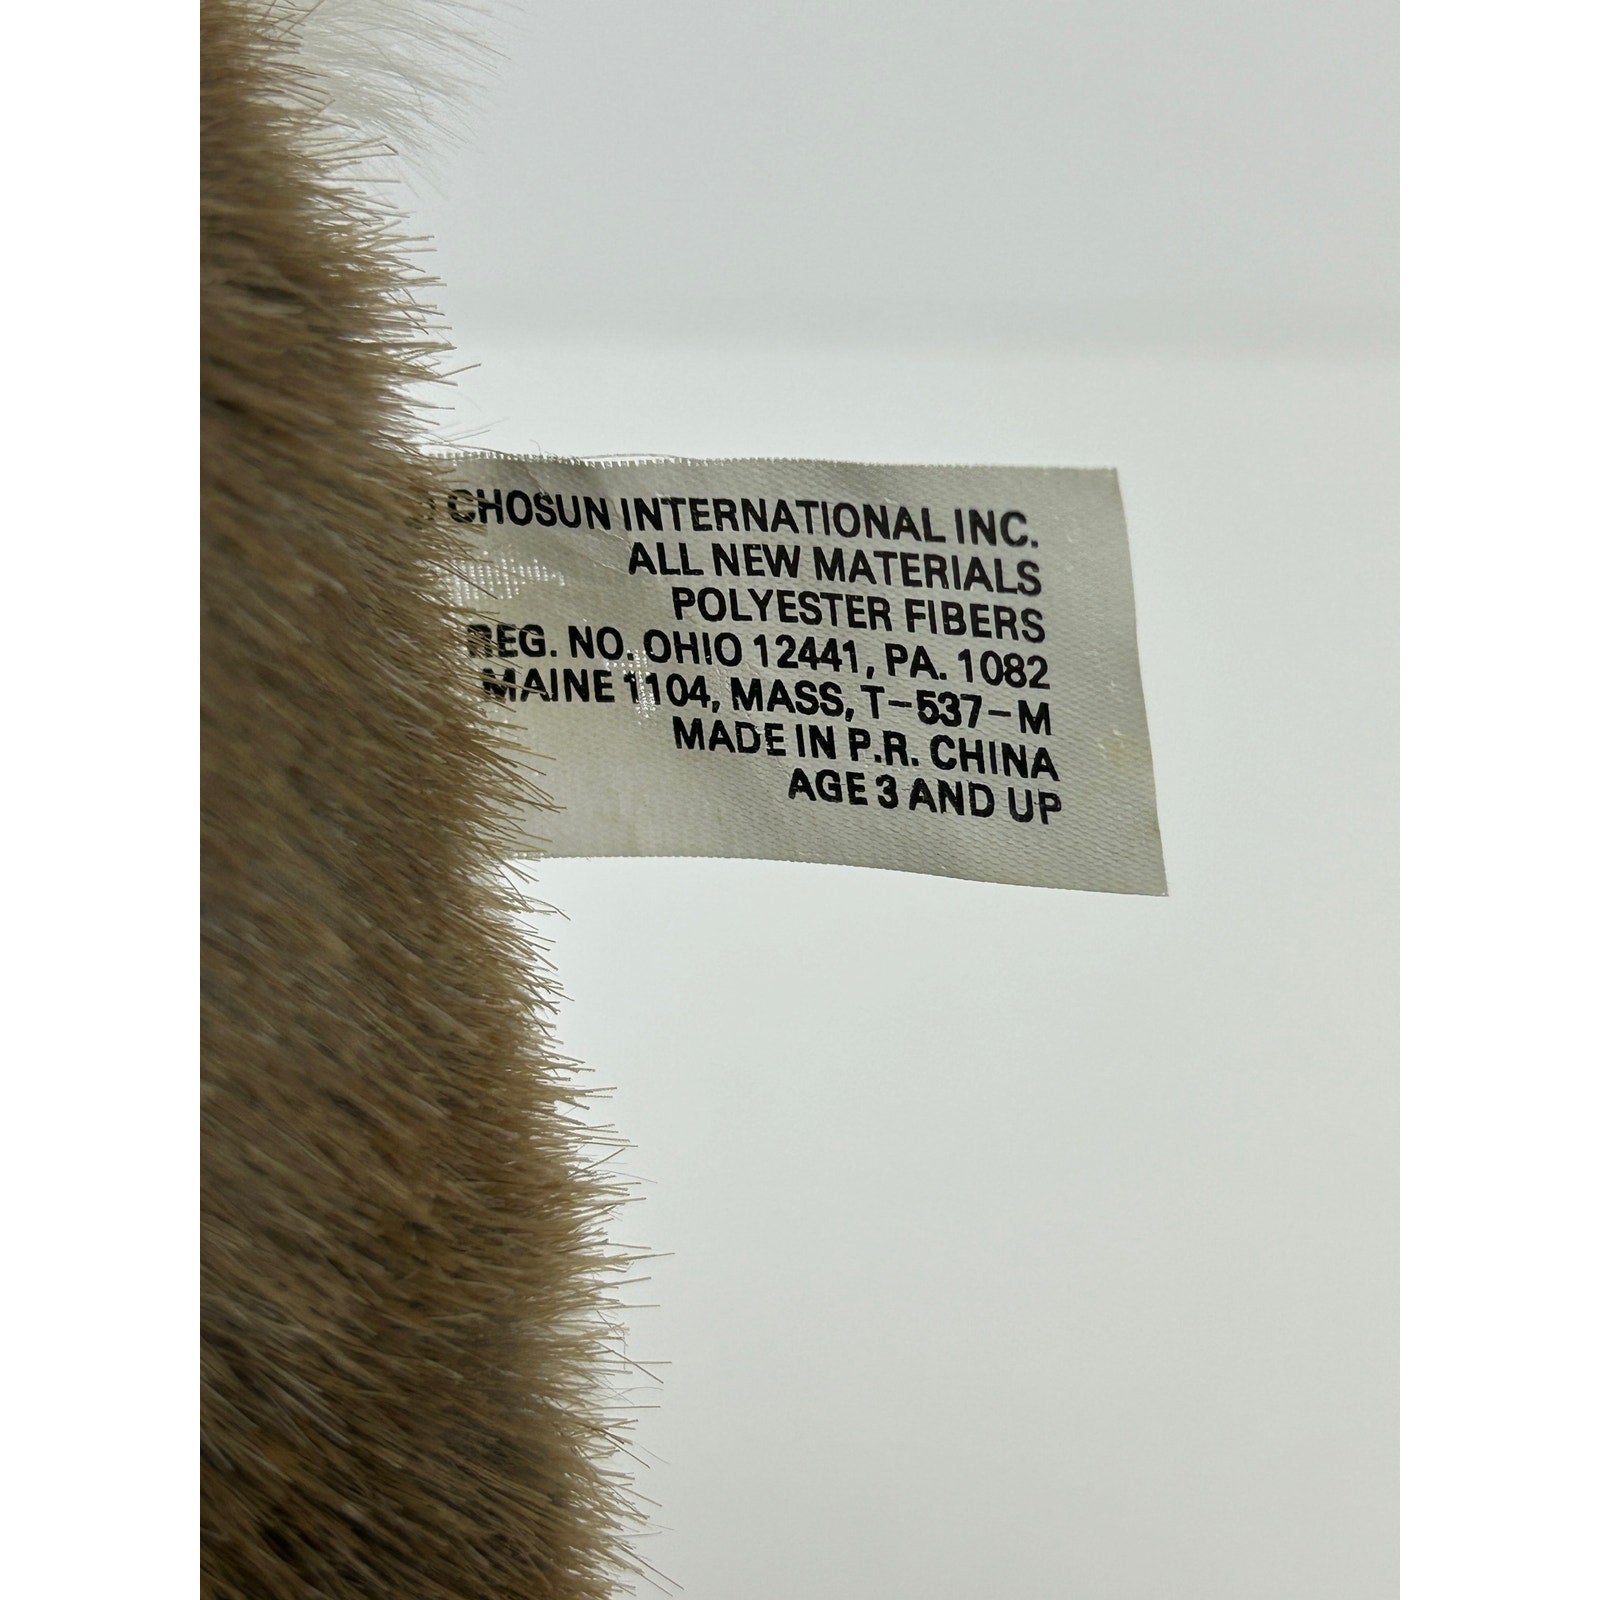 © CHOSUN INTERNATIONAL INC.
ALL NEW MATERIALS
POLYESTER FIBERS
REG. NO. OHIO 12441, PA. 1082
MAINE 1104, MASS, T-537-M
MADE IN P.R. CHINA
AGE 3 AND UP